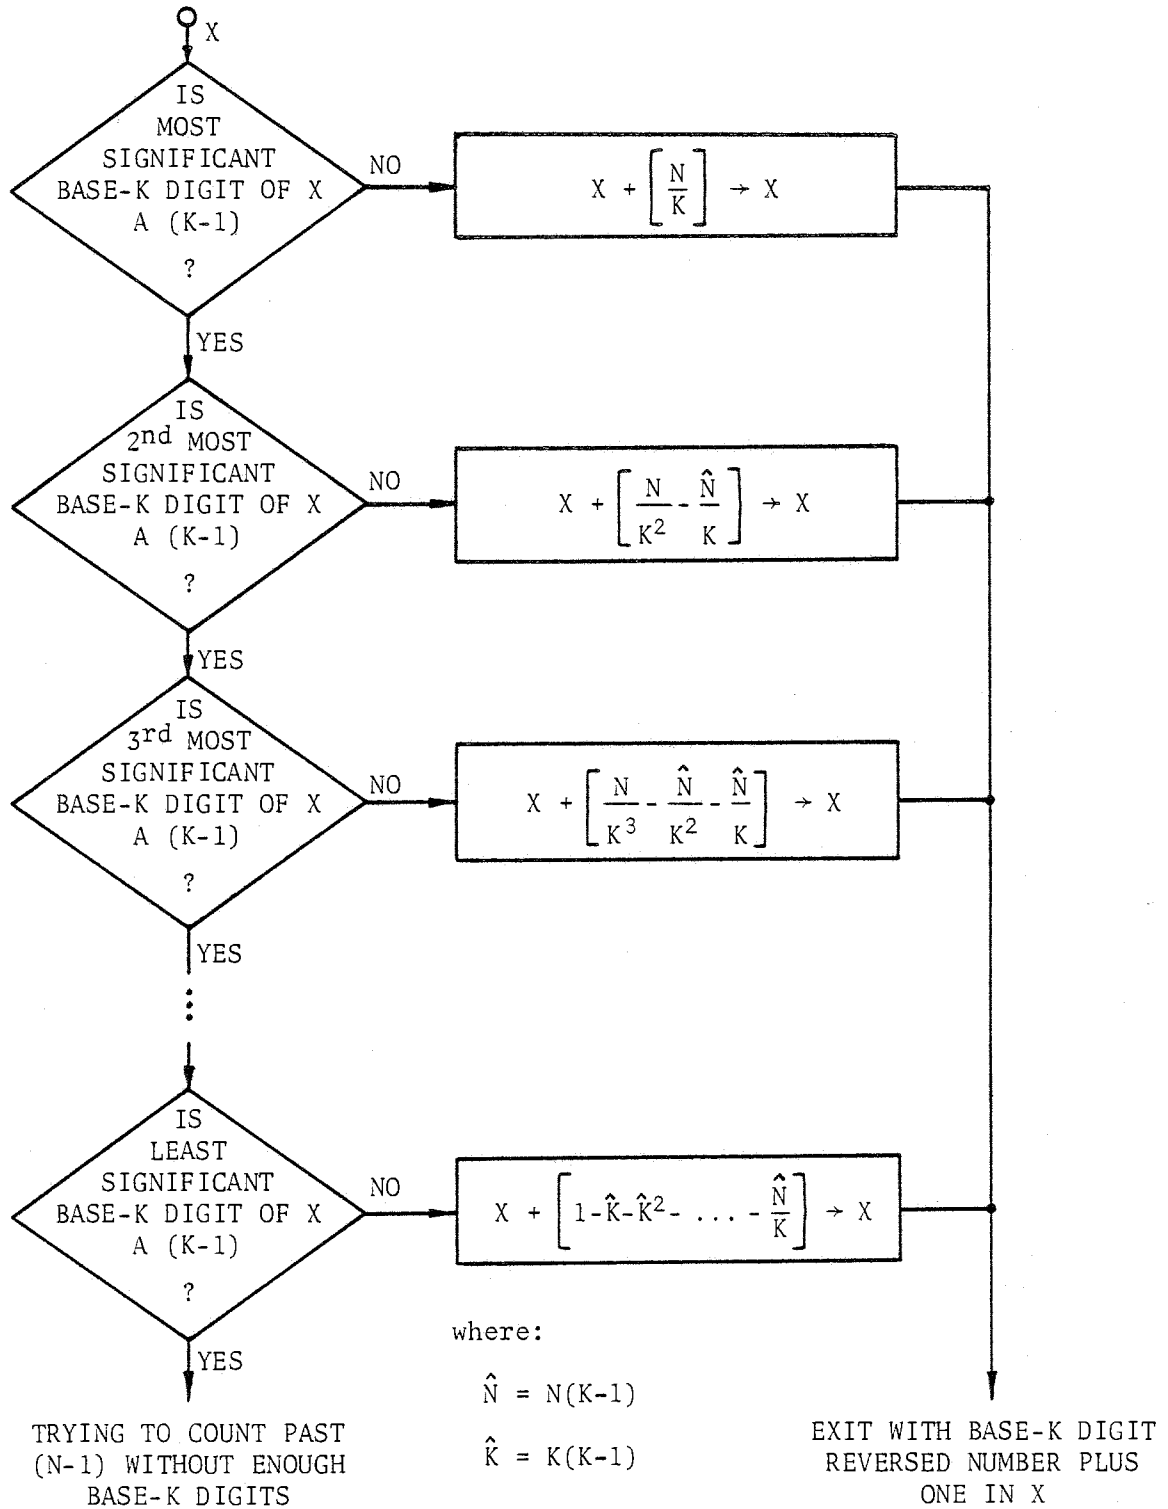 X
IS
MOST
SIGNIFICANT
BASE-K DIGIT OF X
A (K-1)
?
NO
X + [N/K] → X
YES
IS
2nd MOST
SIGNIFICANT
BASE-K DIGIT OF X
A (K-1)
?
NO
X + [N/K² - N̂/K] → X
YES
IS
3rd MOST
SIGNIFICANT
BASE-K DIGIT OF X
A (K-1)
?
NO
X + [N/K³ - N̂/K² - N̂/K] → X
YES
IS
LEAST
SIGNIFICANT
BASE-K DIGIT OF X
A (K-1)
?
NO
X + [1-K̂-K̂²- ... - N̂/K] → X
YES
where:
N̂ = N(K-1)
K̂ = K(K-1)
TRYING TO COUNT PAST
(N-1) WITHOUT ENOUGH
BASE-K DIGITS
EXIT WITH BASE-K DIGIT
REVERSED NUMBER PLUS
ONE IN X